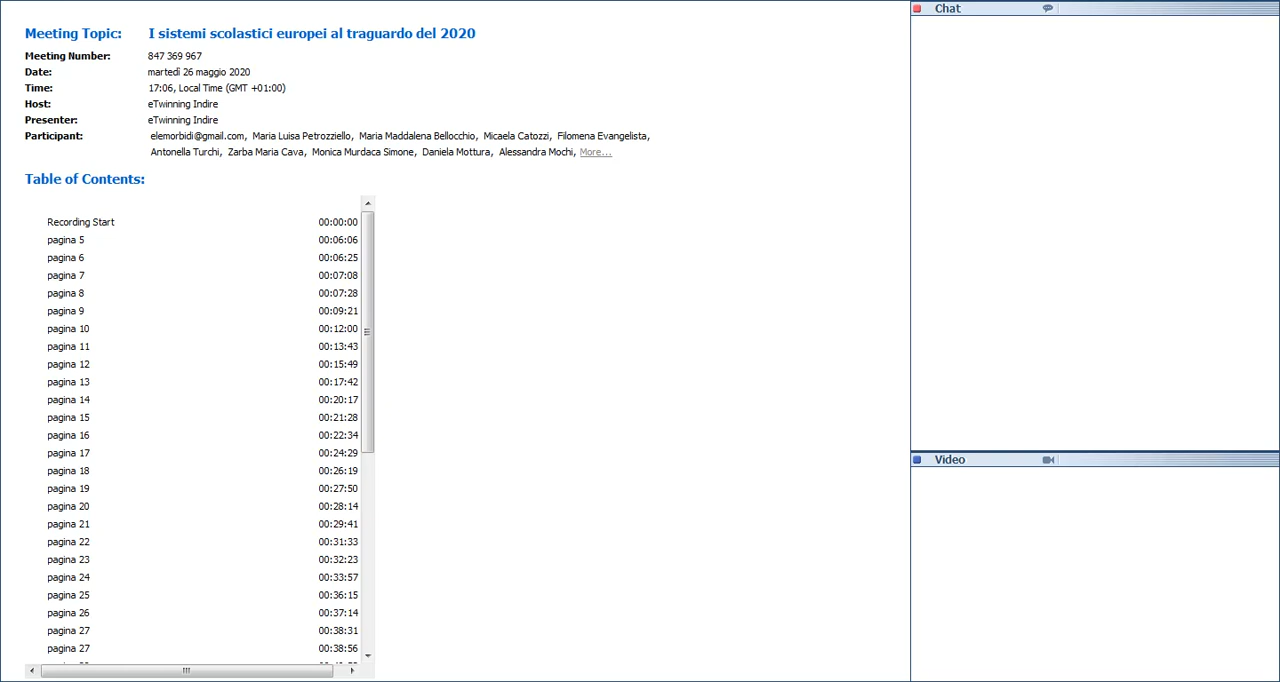 Meeting Topic: I sistemi scolastici europei al traguardo del 2020
Meeting Number: 847 369 967
Date: martedì 26 maggio 2020
Time: 17:06, Local Time (GMT +01:00)
Host: eTwinning Indire
Presenter: eTwinning Indire
Participant: elemorbidi@gmail.com, Maria Luisa Petrozziello, Maria Maddalena Bellocchio, Micaela Catozzi, Filomena Evangelista,
Antonella Turchi, Zarba Maria Cava, Monica Murdaca Simone, Daniela Mottura, Alessandra Mochi, More...
Table of Contents:
Recording Start 00:00:00
pagina 5 00:06:06
pagina 6 00:06:25
pagina 7 00:07:08
pagina 8 00:07:28
pagina 9 00:09:21
pagina 10 00:12:00
pagina 11 00:13:43
pagina 12 00:15:49
pagina 13 00:17:42
pagina 14 00:20:17
pagina 15 00:21:28
pagina 16 00:22:34
pagina 17 00:24:29
pagina 18 00:26:19
pagina 19 00:27:50
pagina 20 00:28:14
pagina 21 00:29:41
pagina 22 00:31:33
pagina 23 00:32:23
pagina 24 00:33:57
pagina 25 00:36:15
pagina 26 00:37:14
pagina 27 00:38:31
pagina 27 00:38:56
Chat
Video